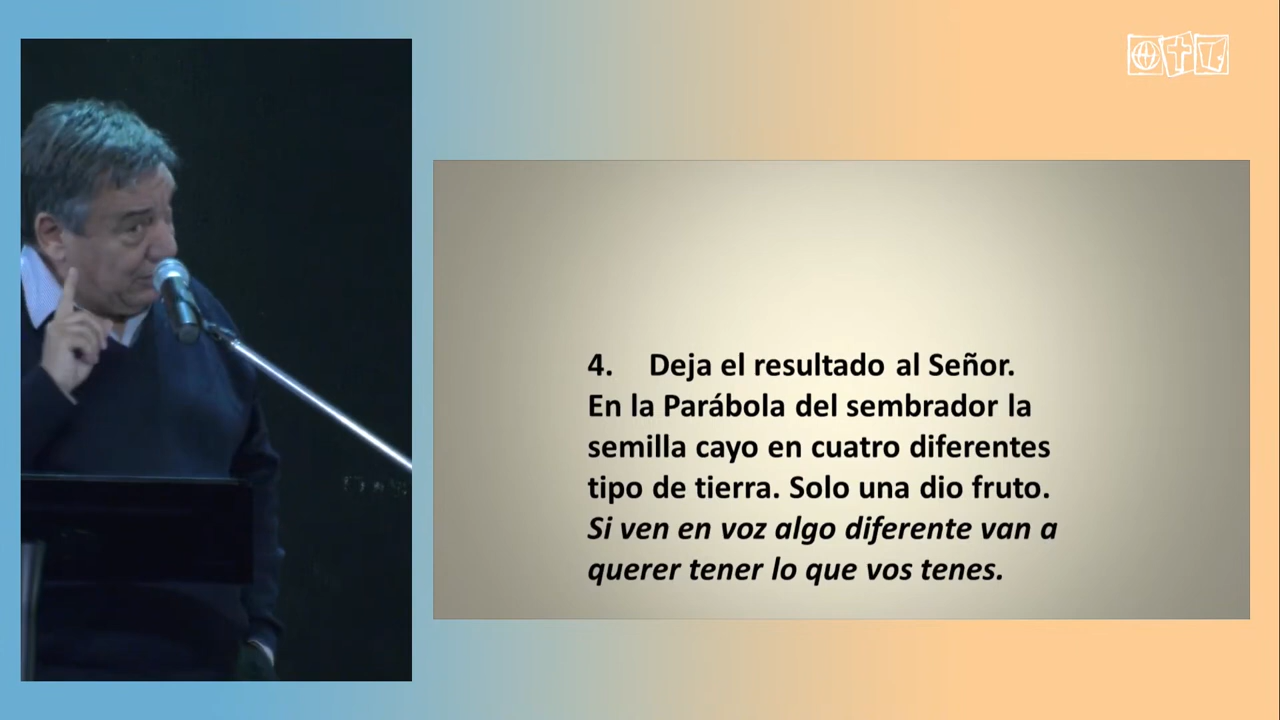 4. Deja el resultado al Señor.
En la Parábola del sembrador la
semilla cayo en cuatro diferentes
tipo de tierra. Solo una dio fruto.
Si ven en voz algo diferente van a
querer tener lo que vos tenes.